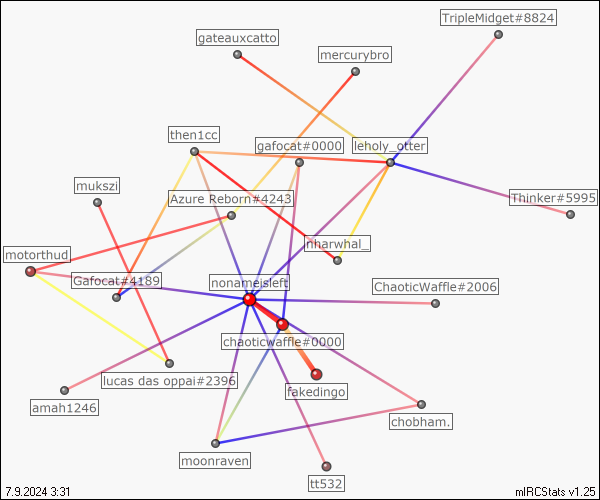 TripleMidget#8824
gateauxcatto
mercurybro
then1cc
gafocat#0000
leholy_otter
mukszi
Azure Reborn#4243
Thinker#5995
motorthud
nharwhal_
Gafocat#4189
nonameisleft
ChaoticWaffle#2006
chaoticwaffle#0000
lucas das oppai#2396
fakedingo
amah1246
chobham.
moonraven
tt532
7.9.2024 3:31
mIRCStats v1.25